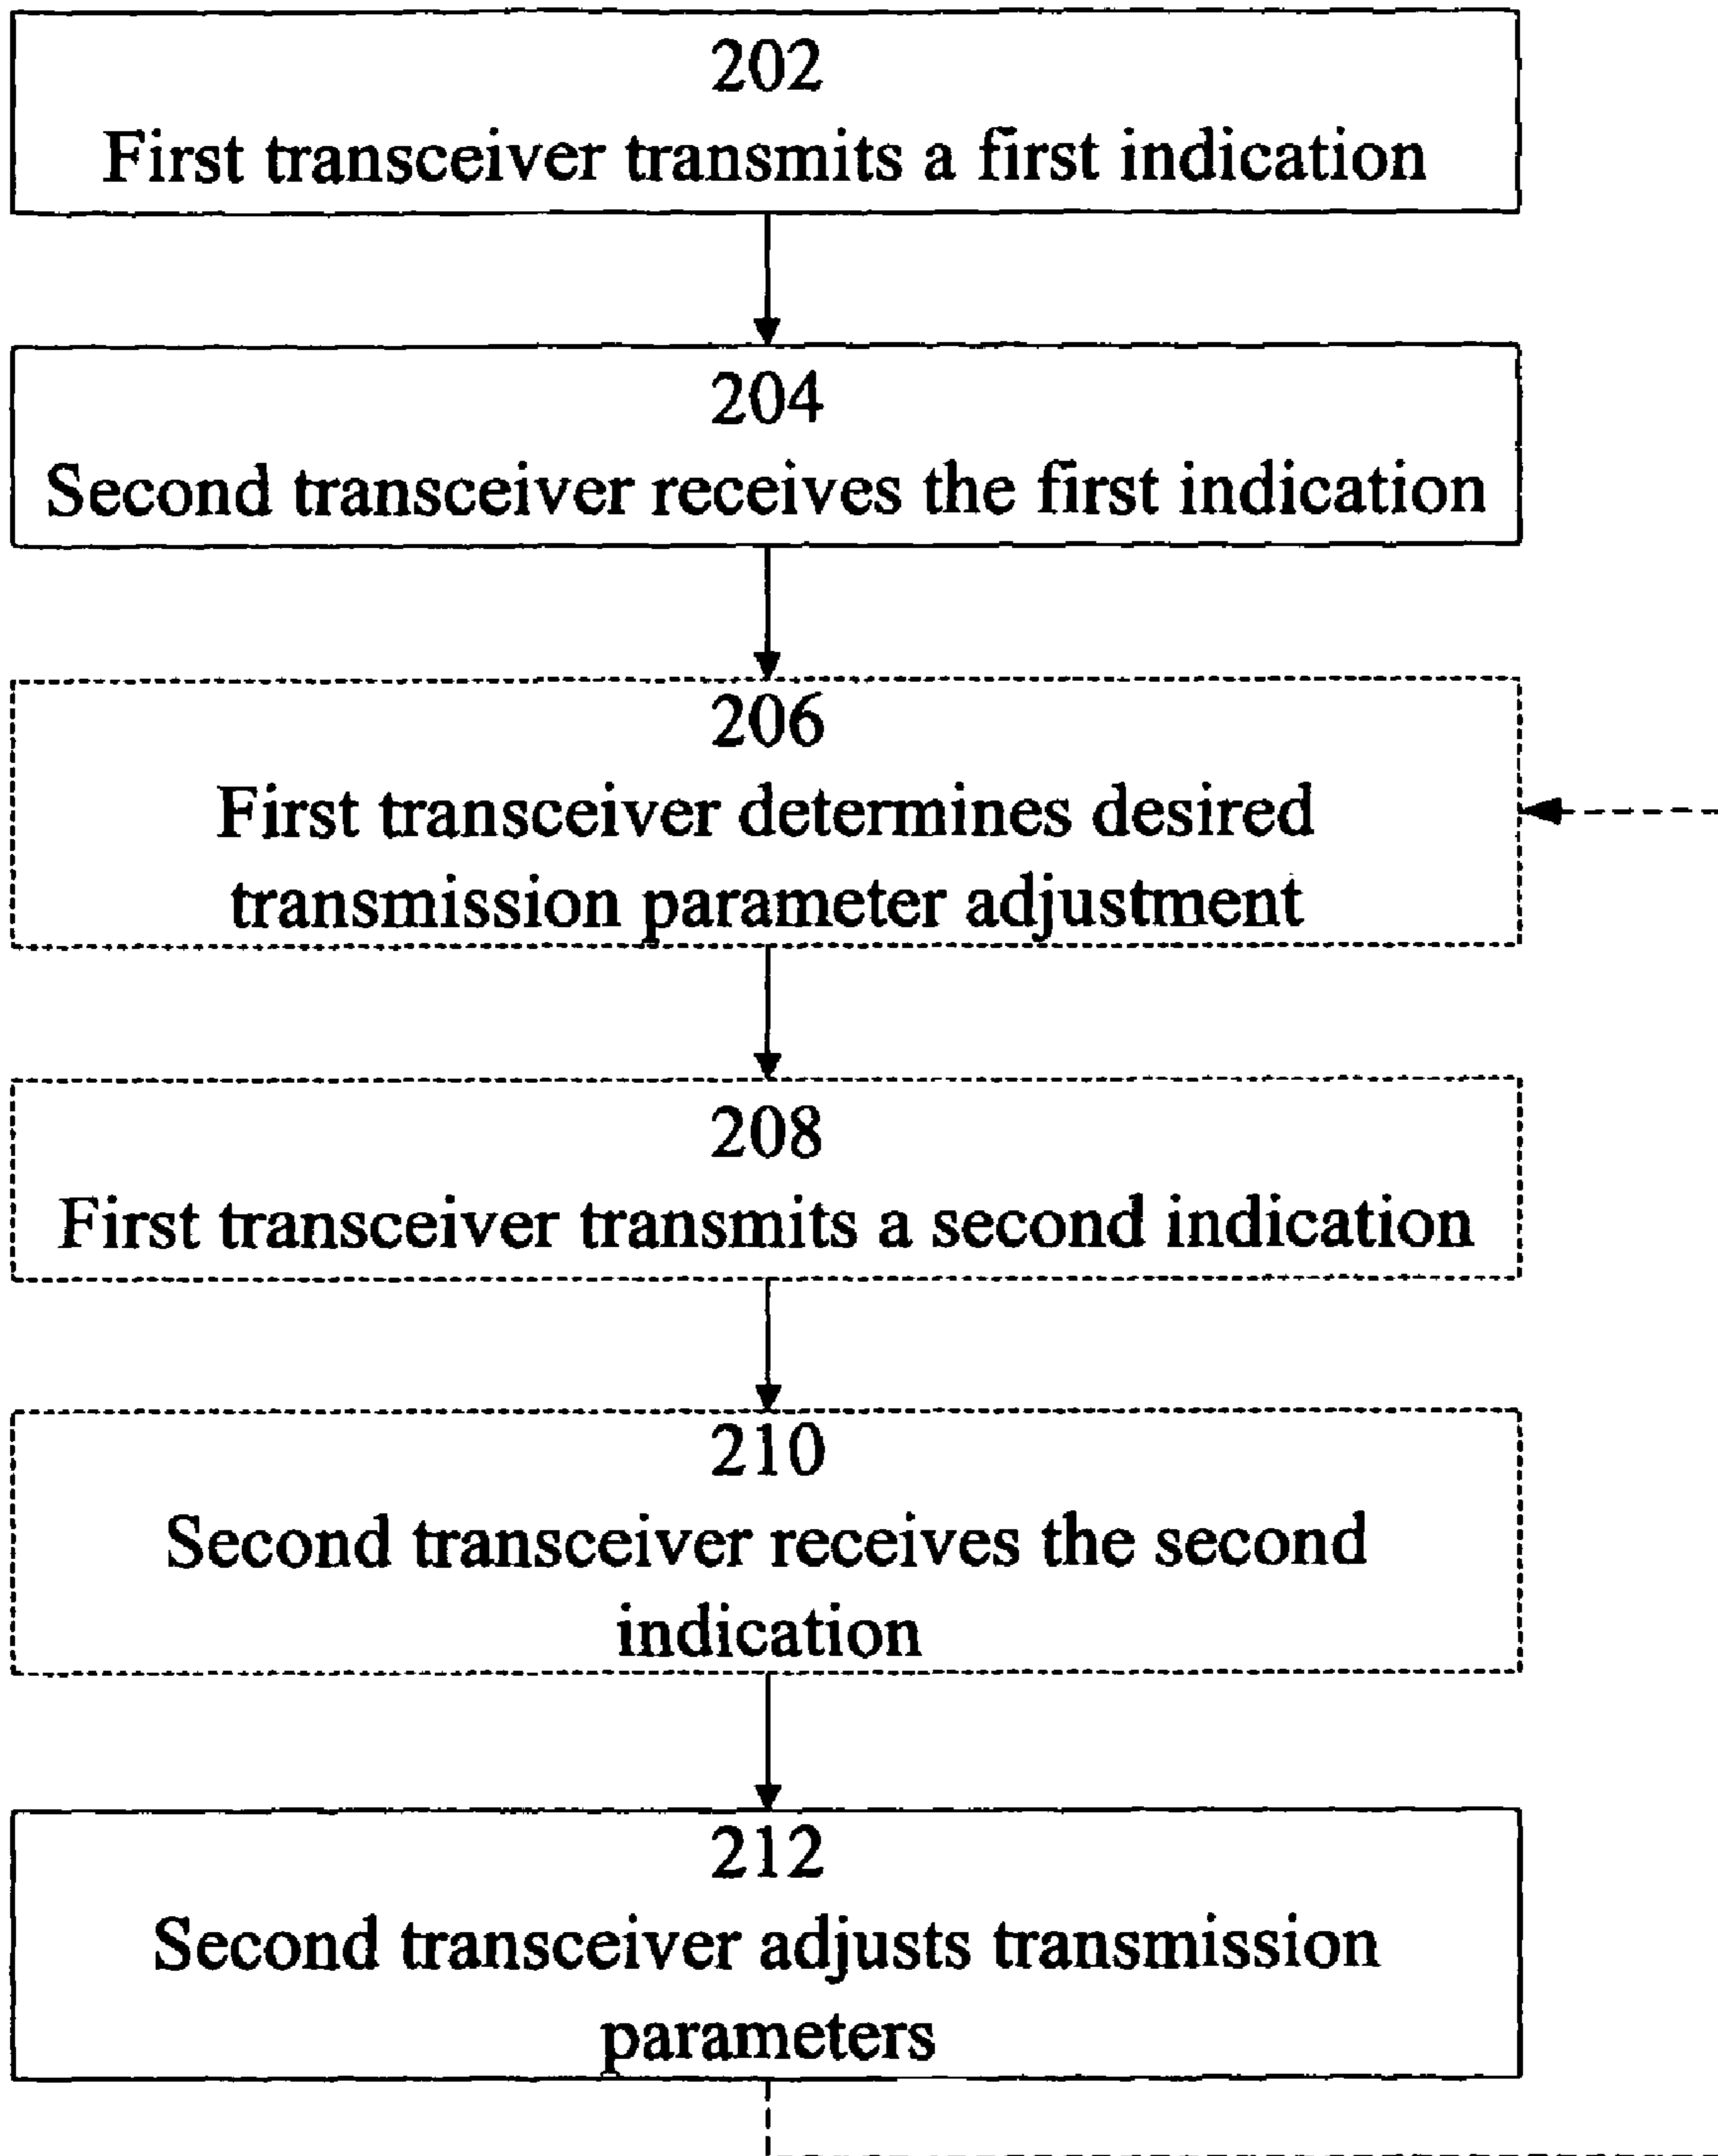 202
First transceiver transmits a first indication
204
Second transceiver receives the first indication
206
First transceiver determines desired
transmission parameter adjustment
208
First transceiver transmits a second indication
210
Second transceiver receives the second
indication
212
Second transceiver adjusts transmission
parameters